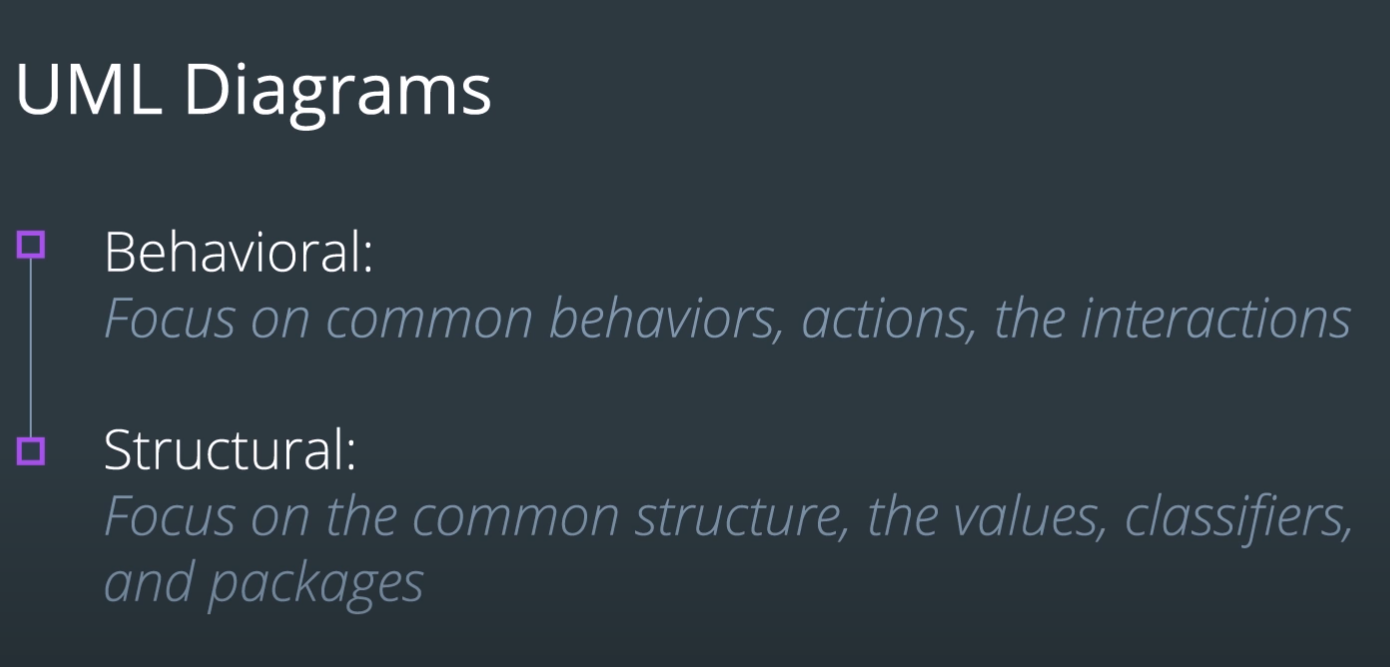 UML Diagrams
Behavioral:
Focus on common behaviors, actions, the interactions
Structural:
Focus on the common structure, the values, classifiers,
and packages